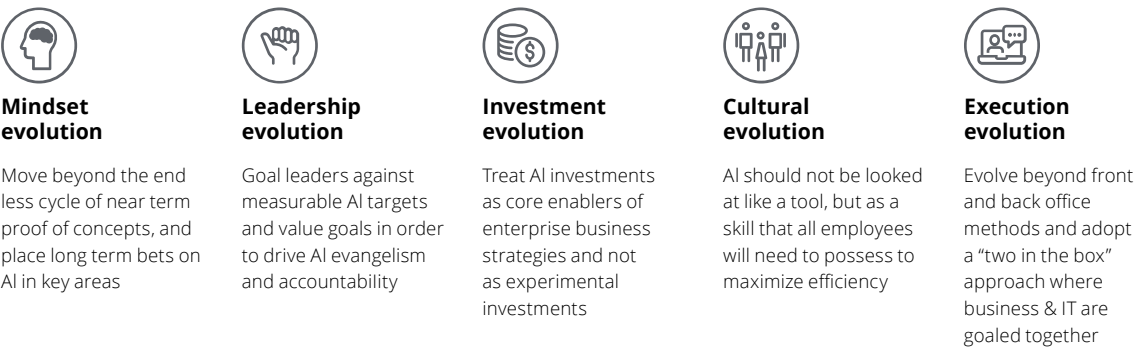 Mindset
evolution
Move beyond the end
less cycle of near term
proof of concepts, and
place long term bets on
AI in key areas
Leadership
evolution
Goal leaders against
measurable AI targets
and value goals in order
to drive AI evangelism
and accountability
$
Investment
evolution
Treat AI investments
as core enablers of
enterprise business
strategies and not
as experimental
investments
Cultural
evolution
AI should not be looked
at like a tool, but as a
skill that all employees
will need to possess to
maximize efficiency
Execution
evolution
Evolve beyond front
and back office
methods and adopt
a “two in the box”
approach where
business & IT are
goaled together